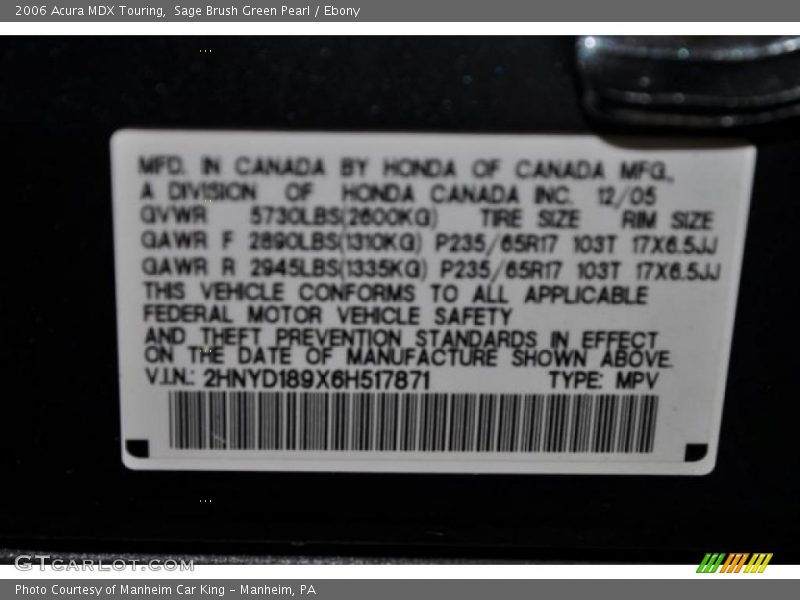 2006 Acura MDX Touring,  Sage Brush Green Pearl / Ebony
MFD. IN CANADA BY HONDA OF CANADA MFG.,
A DIVISION OF HONDA CANADA INC. 12/05
GVWR 5730LBS(2600KG) TIRE SIZE RIM SIZE
GAWR F 2890LBS(1310KG) P235/65R17 103T 17X6.5JJ
GAWR R 2945LBS(1335KG) P235/65R17 103T 17X6.5JJ
THIS VEHICLE CONFORMS TO ALL APPLICABLE
FEDERAL MOTOR VEHICLE SAFETY
AND THEFT PREVENTION STANDARDS IN EFFECT
ON THE DATE OF MANUFACTURE SHOWN ABOVE.
V.I.N.: 2HNYD189X6H517871 TYPE: MPV
GTcarlot.com
Photo Courtesy of Manheim Car King - Manheim, PA